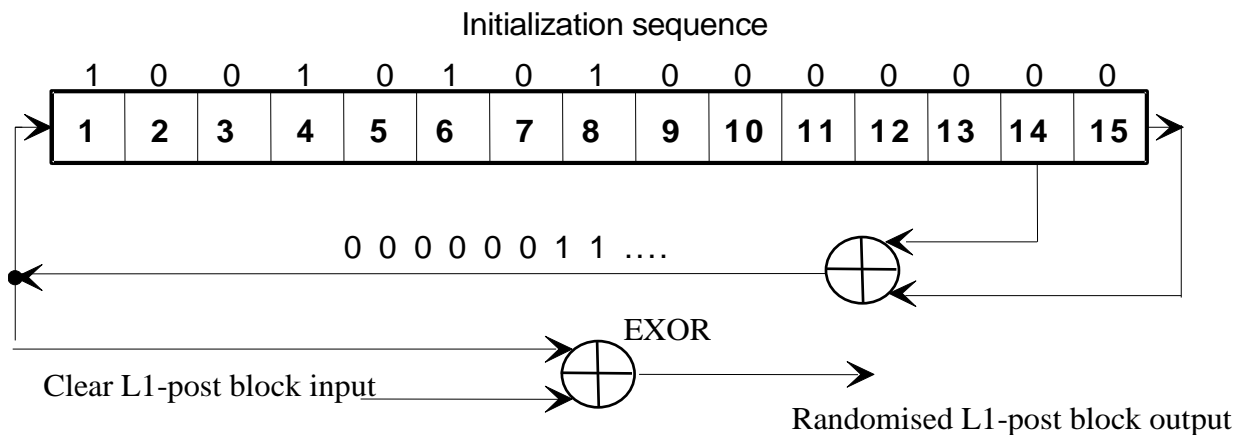 Initialization sequence
1 0 0 1 0 1 0 1 0 0 0 0 0 0 0
1 2 3 4 5 6 7 8 9 10 11 12 13 14 15
0 0 0 0 0 0 1 1 ....
EXOR
Clear L1-post block input
Randomised L1-post block output